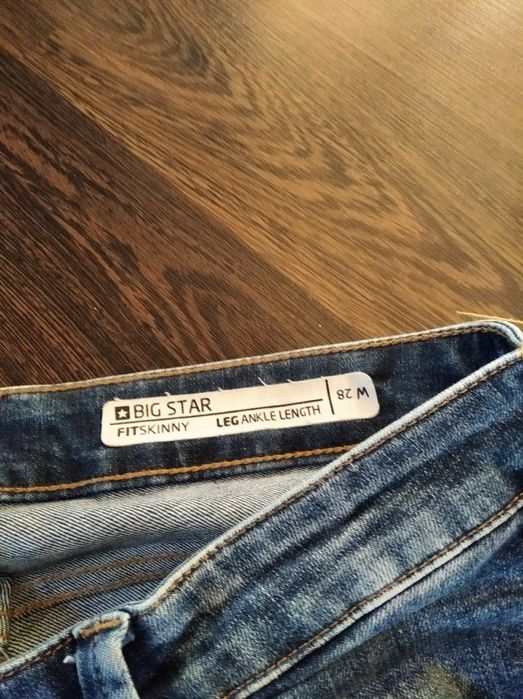 BIG STAR
FITSKINNY LEG ANKLE LENGTH
W 28